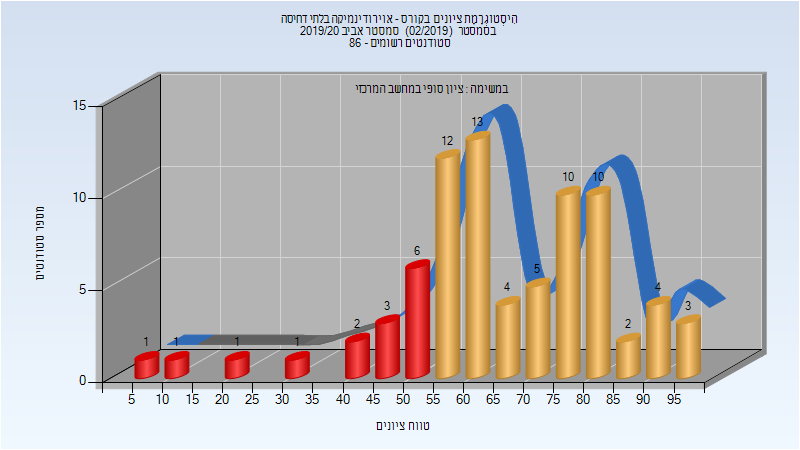 היסטוגרמת ציונים בקורס - אוירודינמיקה בלתי דחיסה
בסמסטר (02/2019) סמסטר אביב 2019/20
סטודנטים רשומים - 86
במשימה : ציון סופי במחשב המרכזי
מספר סטודנטים
15
10
5
0
1
1
1
1
2
3
6
12
13
4
5
10
10
2
4
3
5 10 15 20 25 30 35 40 45 50 55 60 65 70 75 80 85 90 95
טווח ציונים